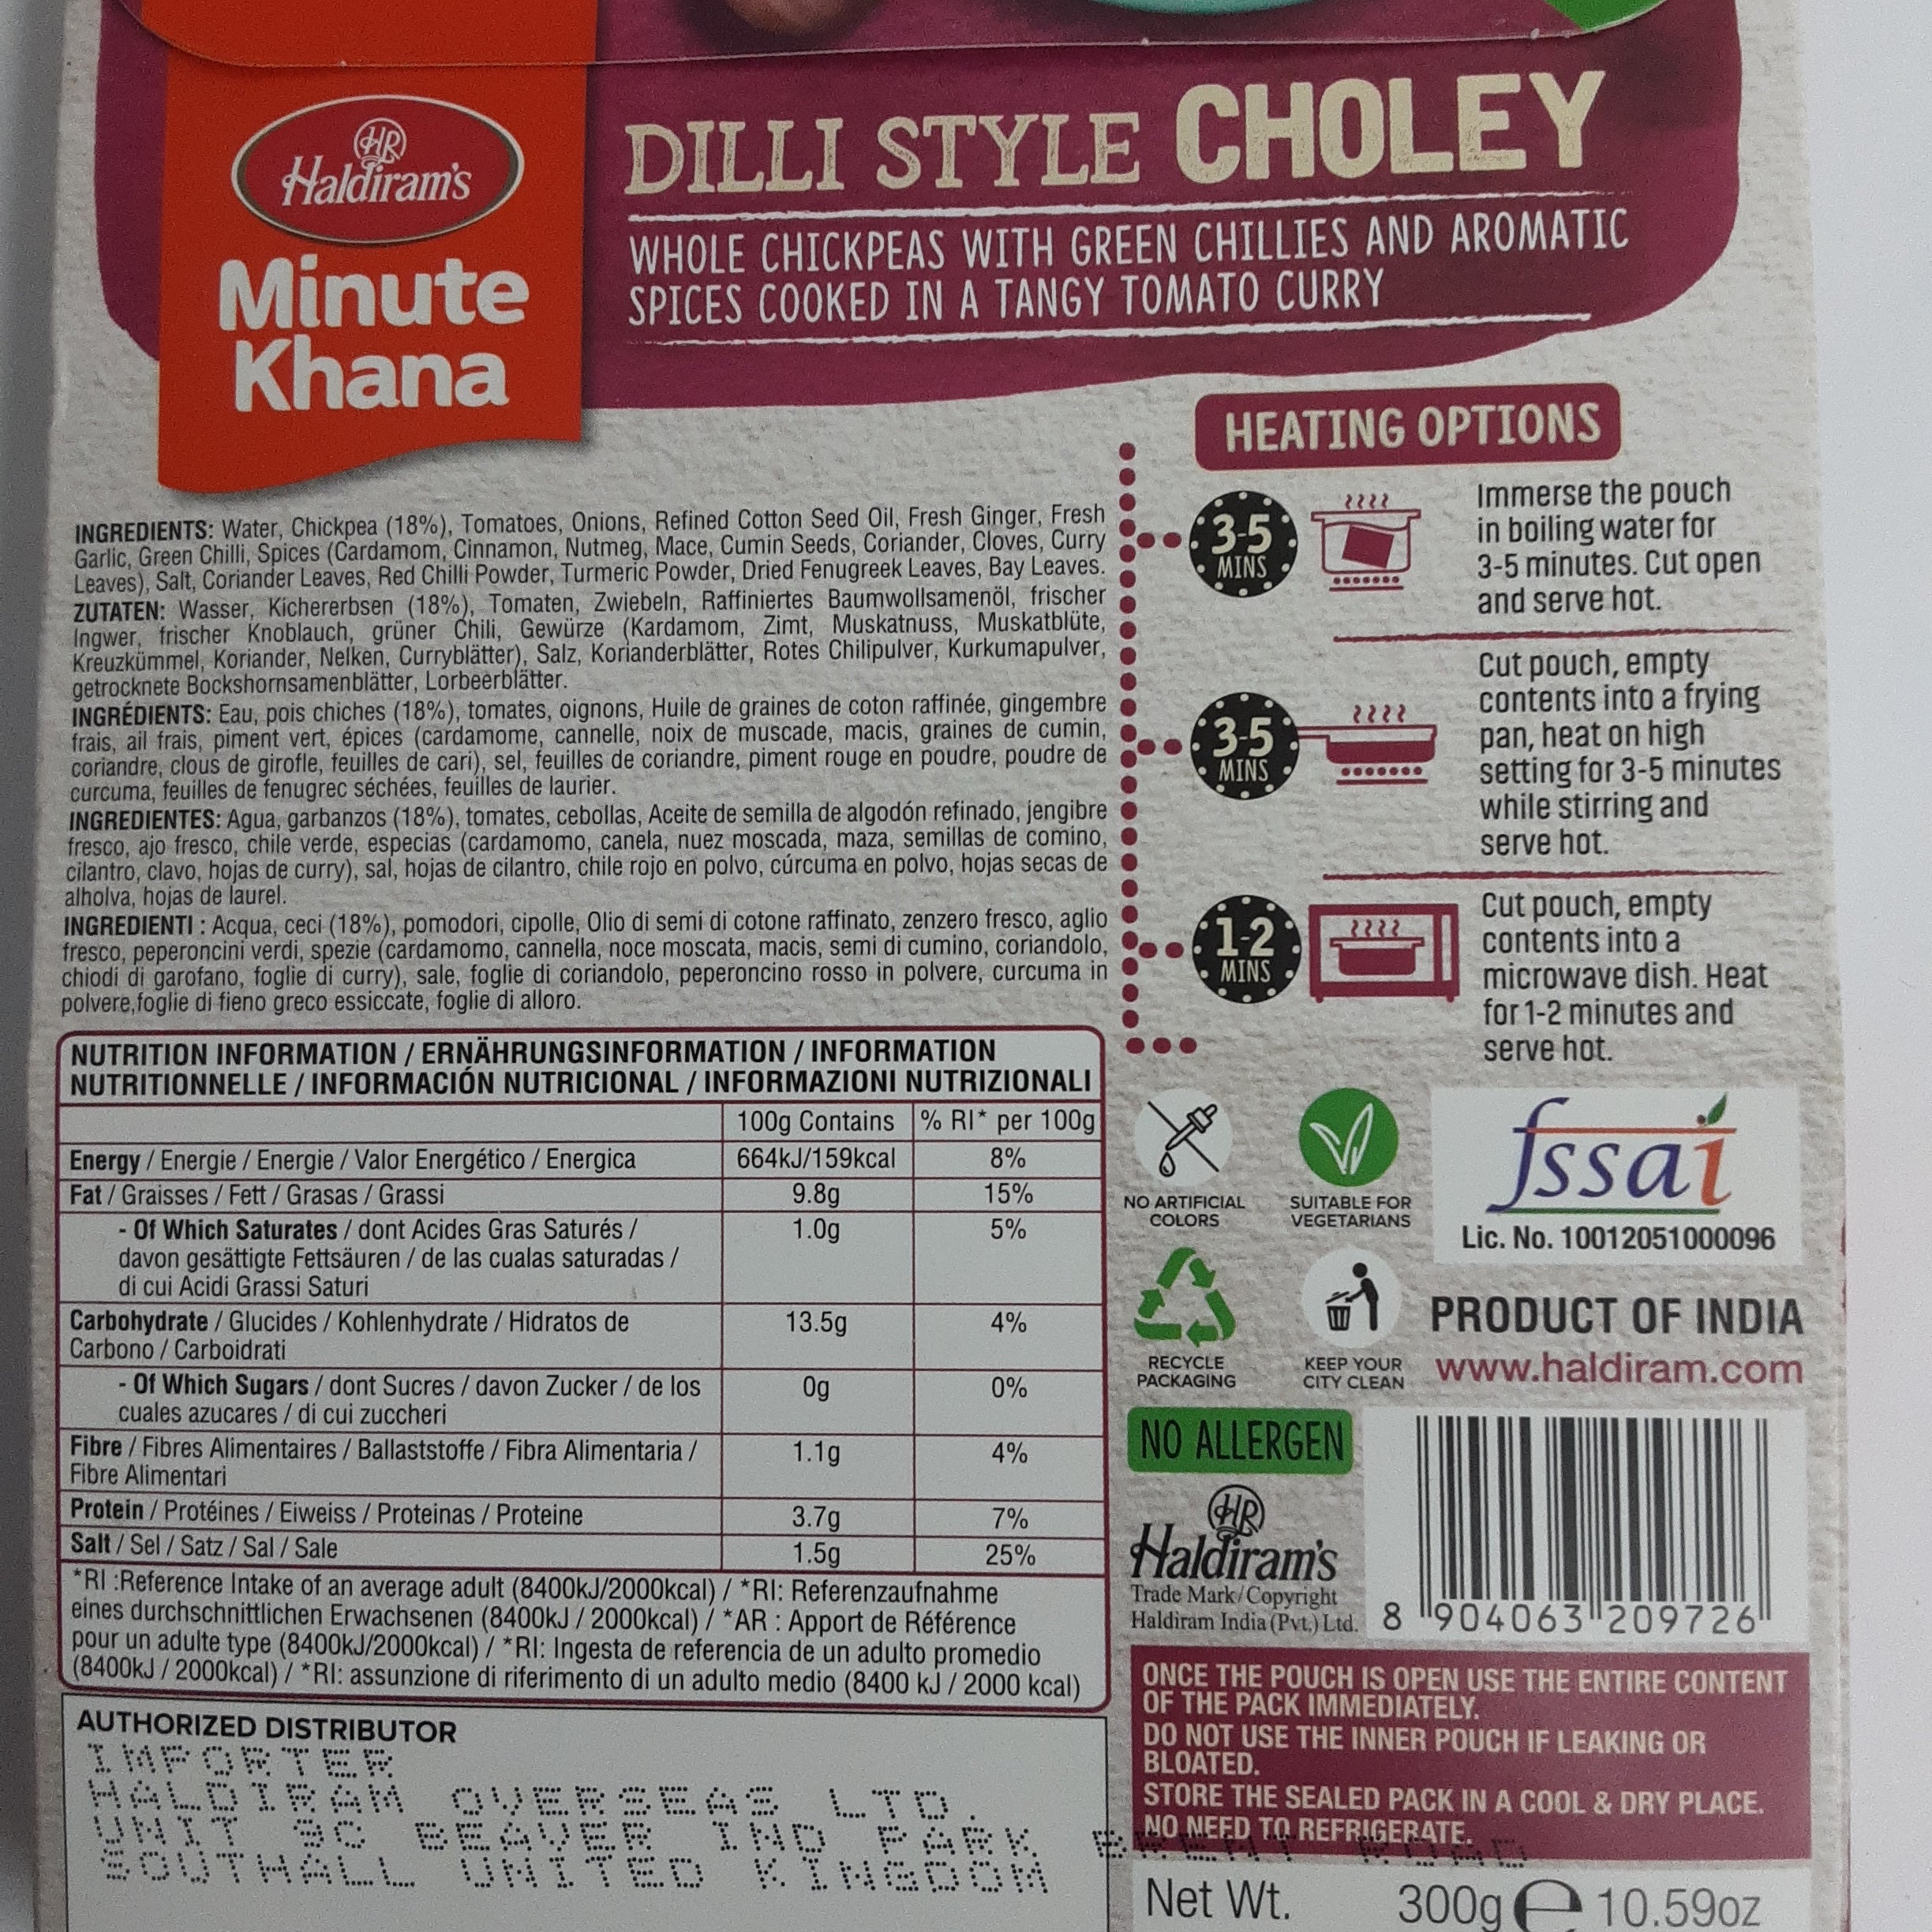 HR
Haldiram's
Minute
Khana
DILLI STYLE CHOLEY
WHOLE CHICKPEAS WITH GREEN CHILLIES AND AROMATIC
SPICES COOKED IN A TANGY TOMATO CURRY
INGREDIENTS: Water, Chickpea (18%), Tomatoes, Onions, Refined Cotton Seed Oil, Fresh Ginger, Fresh
Garlic, Green Chilli, Spices (Cardamom, Cinnamon, Nutmeg, Mace, Cumin Seeds, Coriander, Cloves, Curry
Leaves), Salt, Coriander Leaves, Red Chilli Powder, Turmeric Powder, Dried Fenugreek Leaves, Bay Leaves.
ZUTATEN: Wasser, Kichererbsen (18%), Tomaten, Zwiebeln, Raffiniertes Baumwollsamenöl, frischer
Ingwer, frischer Knoblauch, grüner Chili, Gewürze (Kardamom, Zimt, Muskatnuss, Muskatblüte,
Kreuzkümmel, Koriander, Nelken, Curryblätter), Salz, Korianderblätter, Rotes Chilipulver, Kurkumapulver,
getrocknete Bockshornsamenblätter, Lorbeerblätter.
INGRÉDIENTS: Eau, pois chiches (18%), tomates, oignons, Huile de graines de coton raffinée, gingembre
frais, ail frais, piment vert, épices (cardamome, cannelle, noix de muscade, macis, graines de cumin,
coriandre, clous de girofle, feuilles de cari), sel, feuilles de coriandre, piment rouge en poudre, poudre de
curcuma, feuilles de fenugrec séchées, feuilles de laurier.
INGREDIENTES: Agua, garbanzos (18%), tomates, cebollas, Aceite de semilla de algodón refinado, jengibre
fresco, ajo fresco, chile verde, especias (cardamomo, canela, nuez moscada, maza, semillas de comino,
cilantro, clavo, hojas de curry), sal, hojas de cilantro, chile rojo en polvo, cúrcuma en polvo, hojas secas de
alholva, hojas de laurel.
INGREDIENTI : Acqua, ceci (18%), pomodori, cipolle, Olio di semi di cotone raffinato, zenzero fresco, aglio
fresco, peperoncini verdi, spezie (cardamomo, cannella, noce moscata, macis, semi di cumino, coriandolo,
chiodi di garofano, foglie di curry), sale, foglie di coriandolo, peperoncino rosso in polvere, curcuma in
polvere,foglie di fieno greco essiccate, foglie di alloro.
HEATING OPTIONS
3-5
MINS
Immerse the pouch
in boiling water for
3-5 minutes. Cut open
and serve hot.
3-5
MINS
Cut pouch, empty
contents into a frying
pan, heat on high
setting for 3-5 minutes
while stirring and
serve hot.
1-2
MINS
Cut pouch, empty
contents into a
microwave dish. Heat
for 1-2 minutes and
serve hot.
NUTRITION INFORMATION / ERNÄHRUNGSINFORMATION / INFORMATION
NUTRITIONNELLE / INFORMACIÓN NUTRICIONAL / INFORMAZIONI NUTRIZIONALI
100g Contains % RI* per 100g
Energy / Energie / Energie / Valor Energético / Energica 664kJ/159kcal 8%
Fat / Graisses / Fett / Grasas / Grassi 9.8g 15%
- Of Which Saturates / dont Acides Gras Saturés / 1.0g 5%
davon gesättigte Fettsäuren / de las cualas saturadas /
di cui Acidi Grassi Saturi
Carbohydrate / Glucides / Kohlenhydrate / Hidratos de 13.5g 4%
Carbono / Carboidrati
- Of Which Sugars / dont Sucres / davon Zucker / de los 0g 0%
cuales azucares / di cui zuccheri
Fibre / Fibres Alimentaires / Ballaststoffe / Fibra Alimentaria / 1.1g 4%
Fibre Alimentari
Protein / Protéines / Eiweiss / Proteinas / Proteine 3.7g 7%
Salt / Sel / Satz / Sal / Sale 1.5g 25%
*RI :Reference Intake of an average adult (8400kJ/2000kcal) / *RI: Referenzaufnahme
eines durchschnittlichen Erwachsenen (8400kJ / 2000kcal) / *AR : Apport de Référence
pour un adulte type (8400kJ/2000kcal) / *RI: Ingesta de referencia de un adulto promedio
(8400kJ / 2000kcal) / *RI: assunzione di riferimento di un adulto medio (8400 kJ / 2000 kcal)
NO ARTIFICIAL
COLORS
SUITABLE FOR
VEGETARIANS
fssai
Lic. No. 10012051000096
RECYCLE
PACKAGING
KEEP YOUR
CITY CLEAN
PRODUCT OF INDIA
www.haldiram.com
NO ALLERGEN
HR
Haldiram's
Trade Mark/Copyright
Haldiram India (Pvt.) Ltd.
8 904063 209726
ONCE THE POUCH IS OPEN USE THE ENTIRE CONTENT
OF THE PACK IMMEDIATELY.
DO NOT USE THE INNER POUCH IF LEAKING OR
BLOATED.
STORE THE SEALED PACK IN A COOL & DRY PLACE.
NO NEED TO REFRIGERATE.
AUTHORIZED DISTRIBUTOR
IMPORTER
HALDIRAM OVERSEAS LTD.
UNIT 3C BEAVER IND PARK BRENT ROAD
SOUTHALL UNITED KINGDOM
Net Wt. 300g e 10.59oz